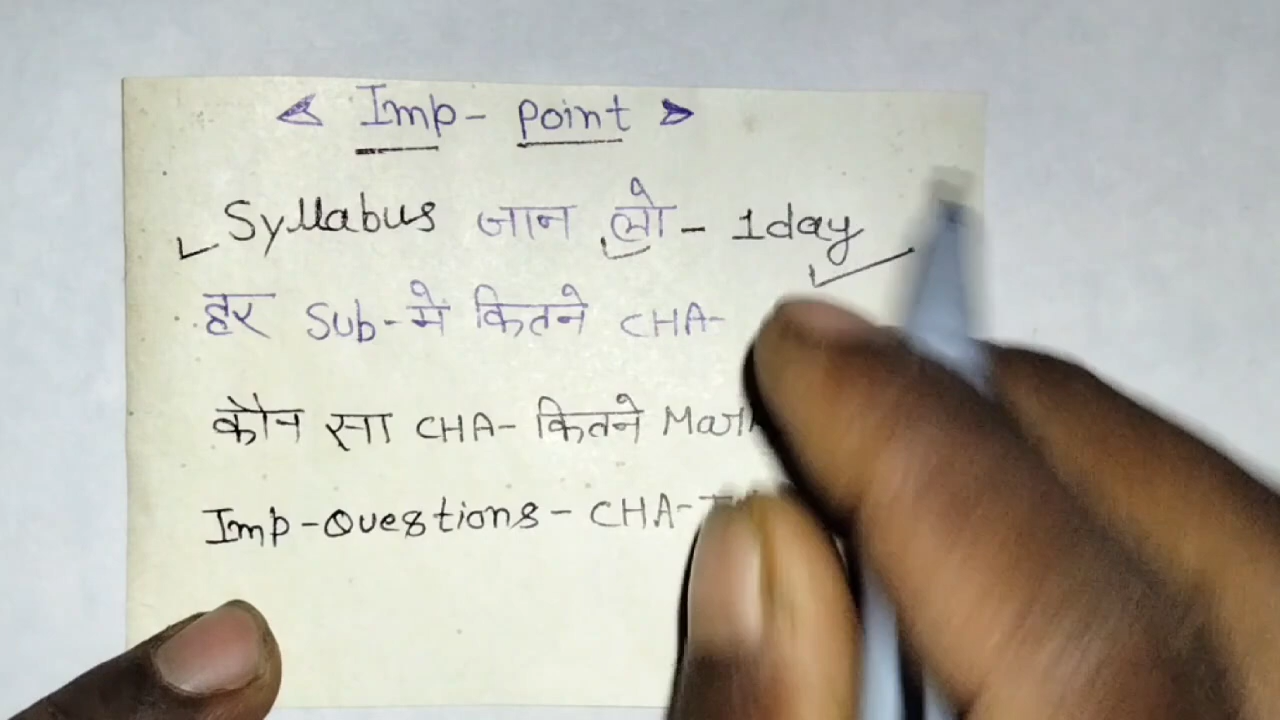 Imp- Point
Syllabus जान लो - 1day
हर Sub-में कितने CHA-
कौन सा CHA- कितने
Imp-Questions - CHA-